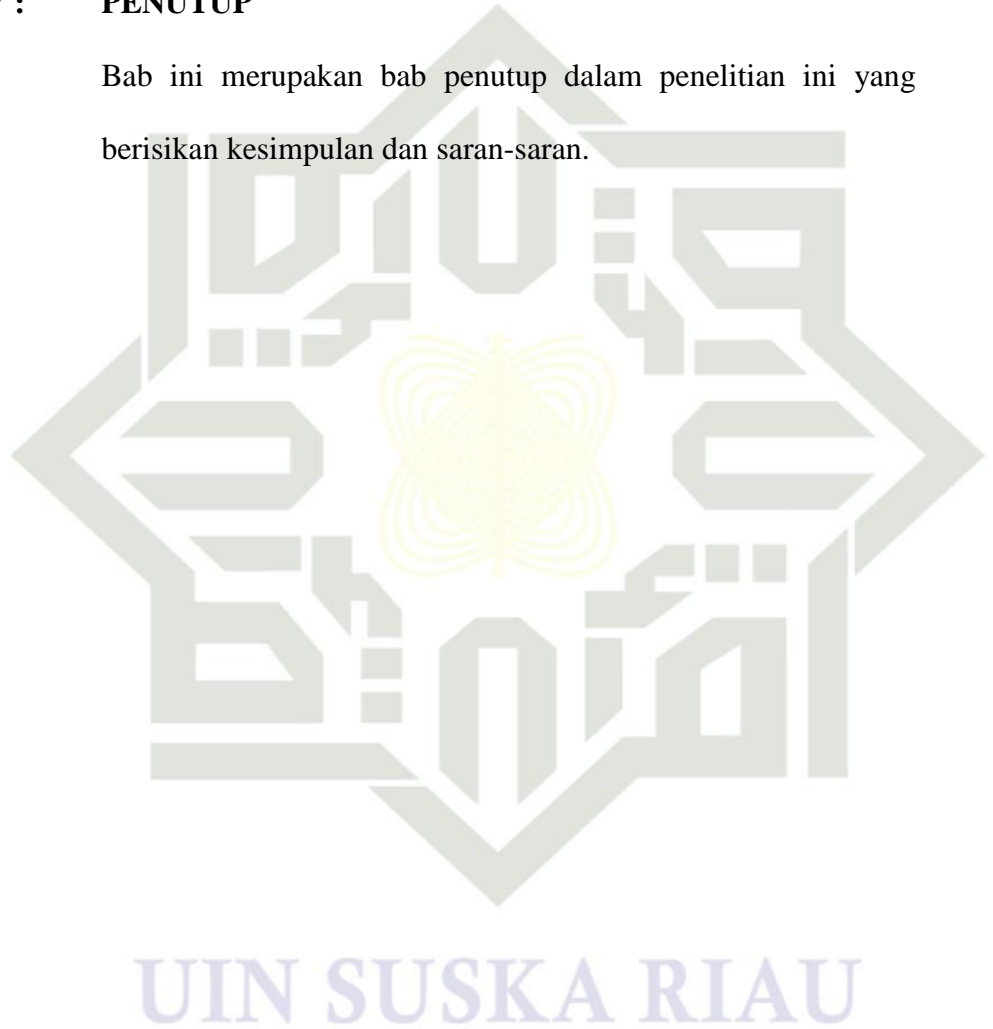 : PENUTUP
Bab ini merupakan bab penutup dalam penelitian ini yang
berisikan kesimpulan dan saran-saran.
UIN SUSKA RIAU